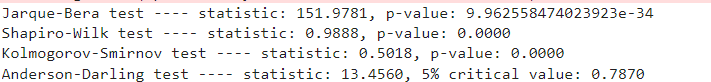 Jarque-Bera test ---- statistic: 151.9781, p-value: 9.962558474023923e-34
Shapiro-Wilk test ---- statistic: 0.9888, p-value: 0.0000
Kolmogorov-Smirnov test ---- statistic: 0.5018, p-value: 0.0000
Anderson-Darling test ---- statistic: 13.4560, 5% critical value: 0.7870